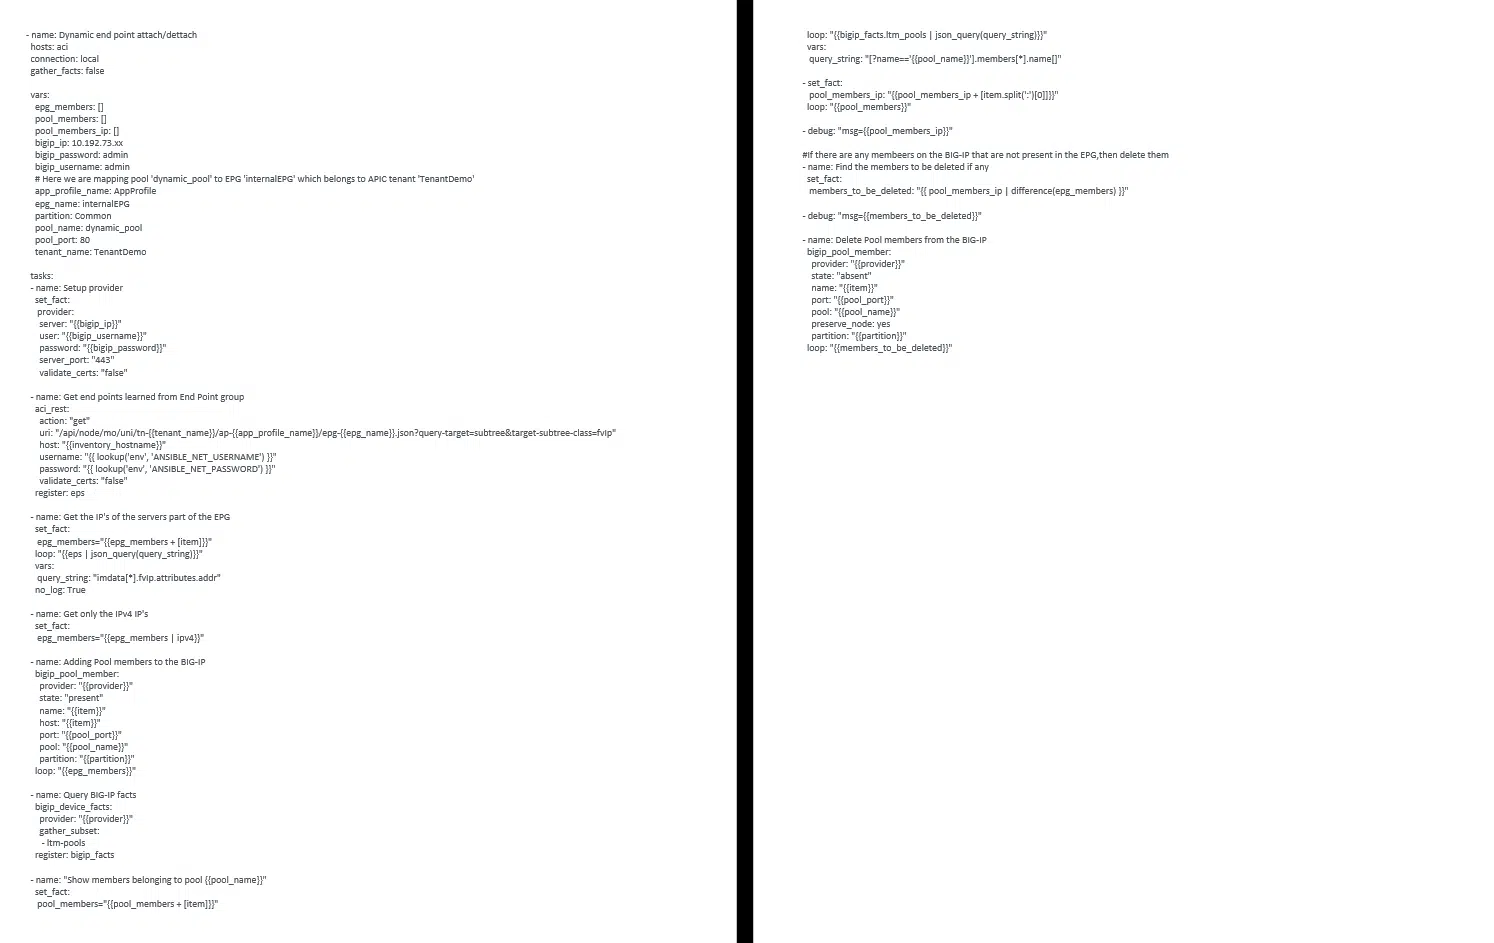 - name: Dynamic end point attach/dettach
hosts: aci
connection: local
gather_facts: false
vars:
epg_members: []
pool_members: []
pool_members_ip: []
bigip_ip: 10.192.73.xx
bigip_password: admin
bigip_username: admin
# Here we are mapping pool 'dynamic_pool' to EPG 'internalEPG' which belongs to APIC tenant 'TenantDemo'
app_profile_name: AppProfile
epg_name: internalEPG
partition: Common
pool_name: dynamic_pool
pool_port: 80
tenant_name: TenantDemo
tasks:
- name: Setup provider
set_fact:
provider:
server: "{{bigip_ip}}"
user: "{{bigip_username}}"
password: "{{bigip_password}}"
server_port: "443"
validate_certs: "false"
- name: Get end points learned from End Point group
aci_rest:
action: "get"
uri: "/api/node/mo/uni/tn-{{tenant_name}}/ap-{{app_profile_name}}/epg-{{epg_name}}.json?query-target=subtree&target-subtree-class=fvIp"
host: "{{inventory_hostname}}"
username: "{{ lookup('env', 'ANSIBLE_NET_USERNAME') }}"
password: "{{ lookup('env', 'ANSIBLE_NET_PASSWORD') }}"
validate_certs: "false"
register: eps
- name: Get the IP's of the servers part of the EPG
set_fact:
epg_members="{{epg_members + [item]}}"
loop: "{{eps | json_query(query_string)}}"
vars:
query_string: "imdata[*].fvIp.attributes.addr"
no_log: True
- name: Get only the IPv4 IP's
set_fact:
epg_members="{{epg_members | ipv4}}"
- name: Adding Pool members to the BIG-IP
bigip_pool_member:
provider: "{{provider}}"
state: "present"
name: "{{item}}"
host: "{{item}}"
port: "{{pool_port}}"
pool: "{{pool_name}}"
partition: "{{partition}}"
loop: "{{epg_members}}"
- name: Query BIG-IP facts
bigip_device_facts:
provider: "{{provider}}"
gather_subset:
- ltm-pools
register: bigip_facts
- name: "Show members belonging to pool {{pool_name}}"
set_fact:
pool_members="{{pool_members + [item]}}"
loop: "{{bigip_facts.ltm_pools | json_query(query_string)}}"
vars:
query_string: "[?name=='{{pool_name}}'].members[*].name[]"
- set_fact:
pool_members_ip: "{{pool_members_ip + [item.split(':')[0]]}}"
loop: "{{pool_members}}"
- debug: "msg={{pool_members_ip}}"
#If there are any membeers on the BIG-IP that are not present in the EPG,then delete them
- name: Find the members to be deleted if any
set_fact:
members_to_be_deleted: "{{ pool_members_ip | difference(epg_members) }}"
- debug: "msg={{members_to_be_deleted}}"
- name: Delete Pool members from the BIG-IP
bigip_pool_member:
provider: "{{provider}}"
state: "absent"
name: "{{item}}"
port: "{{pool_port}}"
pool: "{{pool_name}}"
preserve_node: yes
partition: "{{partition}}"
loop: "{{members_to_be_deleted}}"